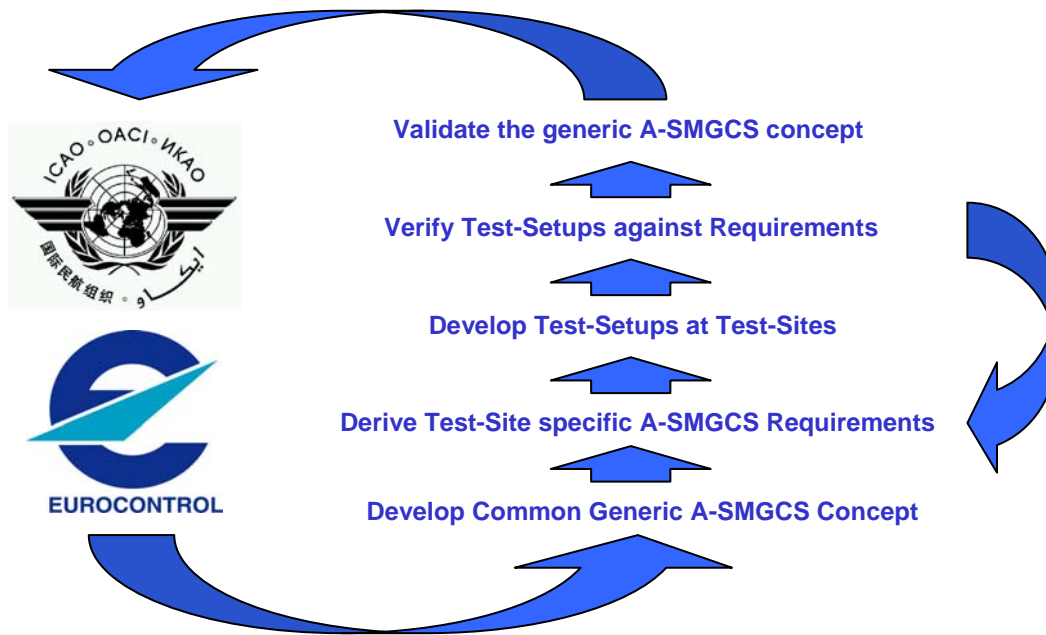 ICAO ◦ OACI ◦ ИКАО
国际民航组织 ◦ ايكاو
EUROCONTROL
Validate the generic A-SMGCS concept
Verify Test-Setups against Requirements
Develop Test-Setups at Test-Sites
Derive Test-Site specific A-SMGCS Requirements
Develop Common Generic A-SMGCS Concept